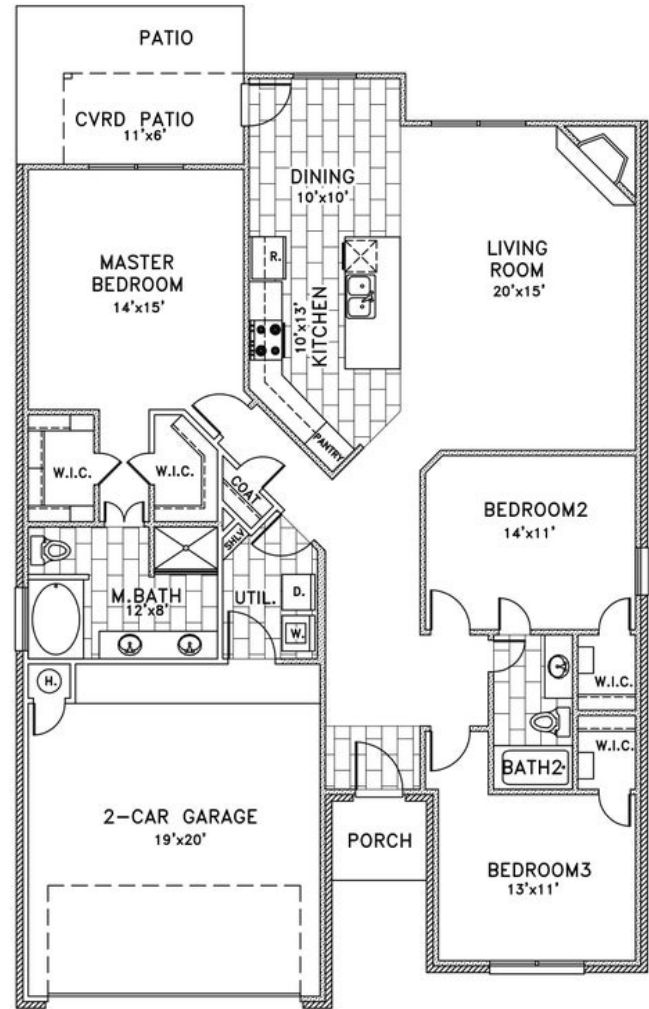 PATIO
CVRD PATIO
11'x6'
DINING
10'x10'
MASTER
BEDROOM
14'x15'
LIVING
ROOM
20'x15'
R.
KITCHEN
10'x13'
PANTRY
W.I.C.
W.I.C.
COAT
SHLV
BEDROOM2
14'x11'
M.BATH
12'x8'
UTIL.
D.
W.
H.
W.I.C.
W.I.C.
BATH2
2-CAR GARAGE
19'x20'
PORCH
BEDROOM3
13'x11'